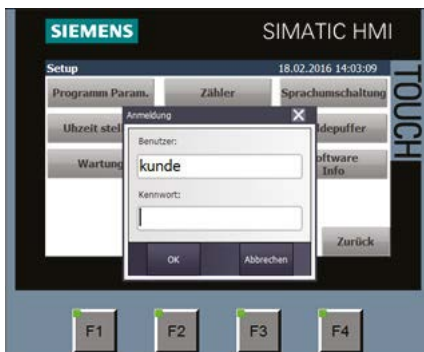 SIEMENS
SIMATIC HMI
TOUCH
Setup 18.02.2016 14:03:09
Programm Param. Zähler Sprachumschaltung
Anmeldung
Uhzeit stel ldepuffer
Benutzer:
kunde
Wartung oftware
Info
Kennwort:
Zurück
OK Abbrechen
F1 F2 F3 F4